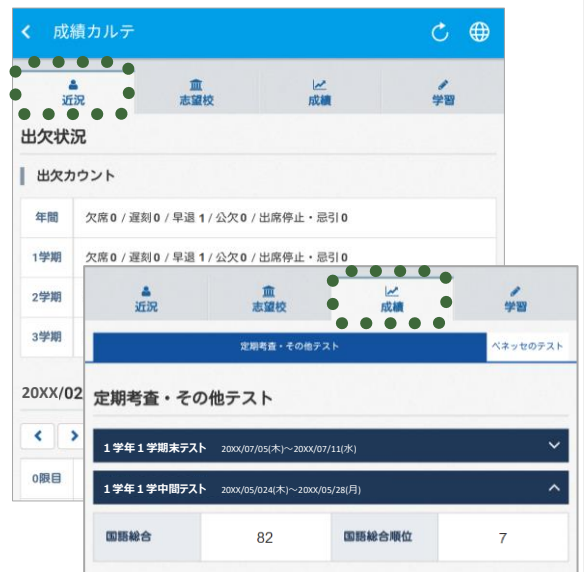 成績カルテ
近況 志望校 成績 学習
出欠状況
出欠カウント
年間 欠席 0 / 遅刻 0 / 早退 1 / 公欠 0 / 出席停止・忌引 0
1学期 欠席 0 / 遅刻 0 / 早退 1 / 公欠 0 / 出席停止・忌引 0
2学期
3学期
20XX/02
0限目
近況 志望校 成績 学習
定期考査・その他テスト ベネッセのテスト
定期考査・その他テスト
1学年1学期末テスト 20XX/07/05(木)～20XX/07/11(水)
1学年1学中間テスト 20XX/05/024(木)～20XX/05/28(月)
国語総合 82 国語総合順位 7